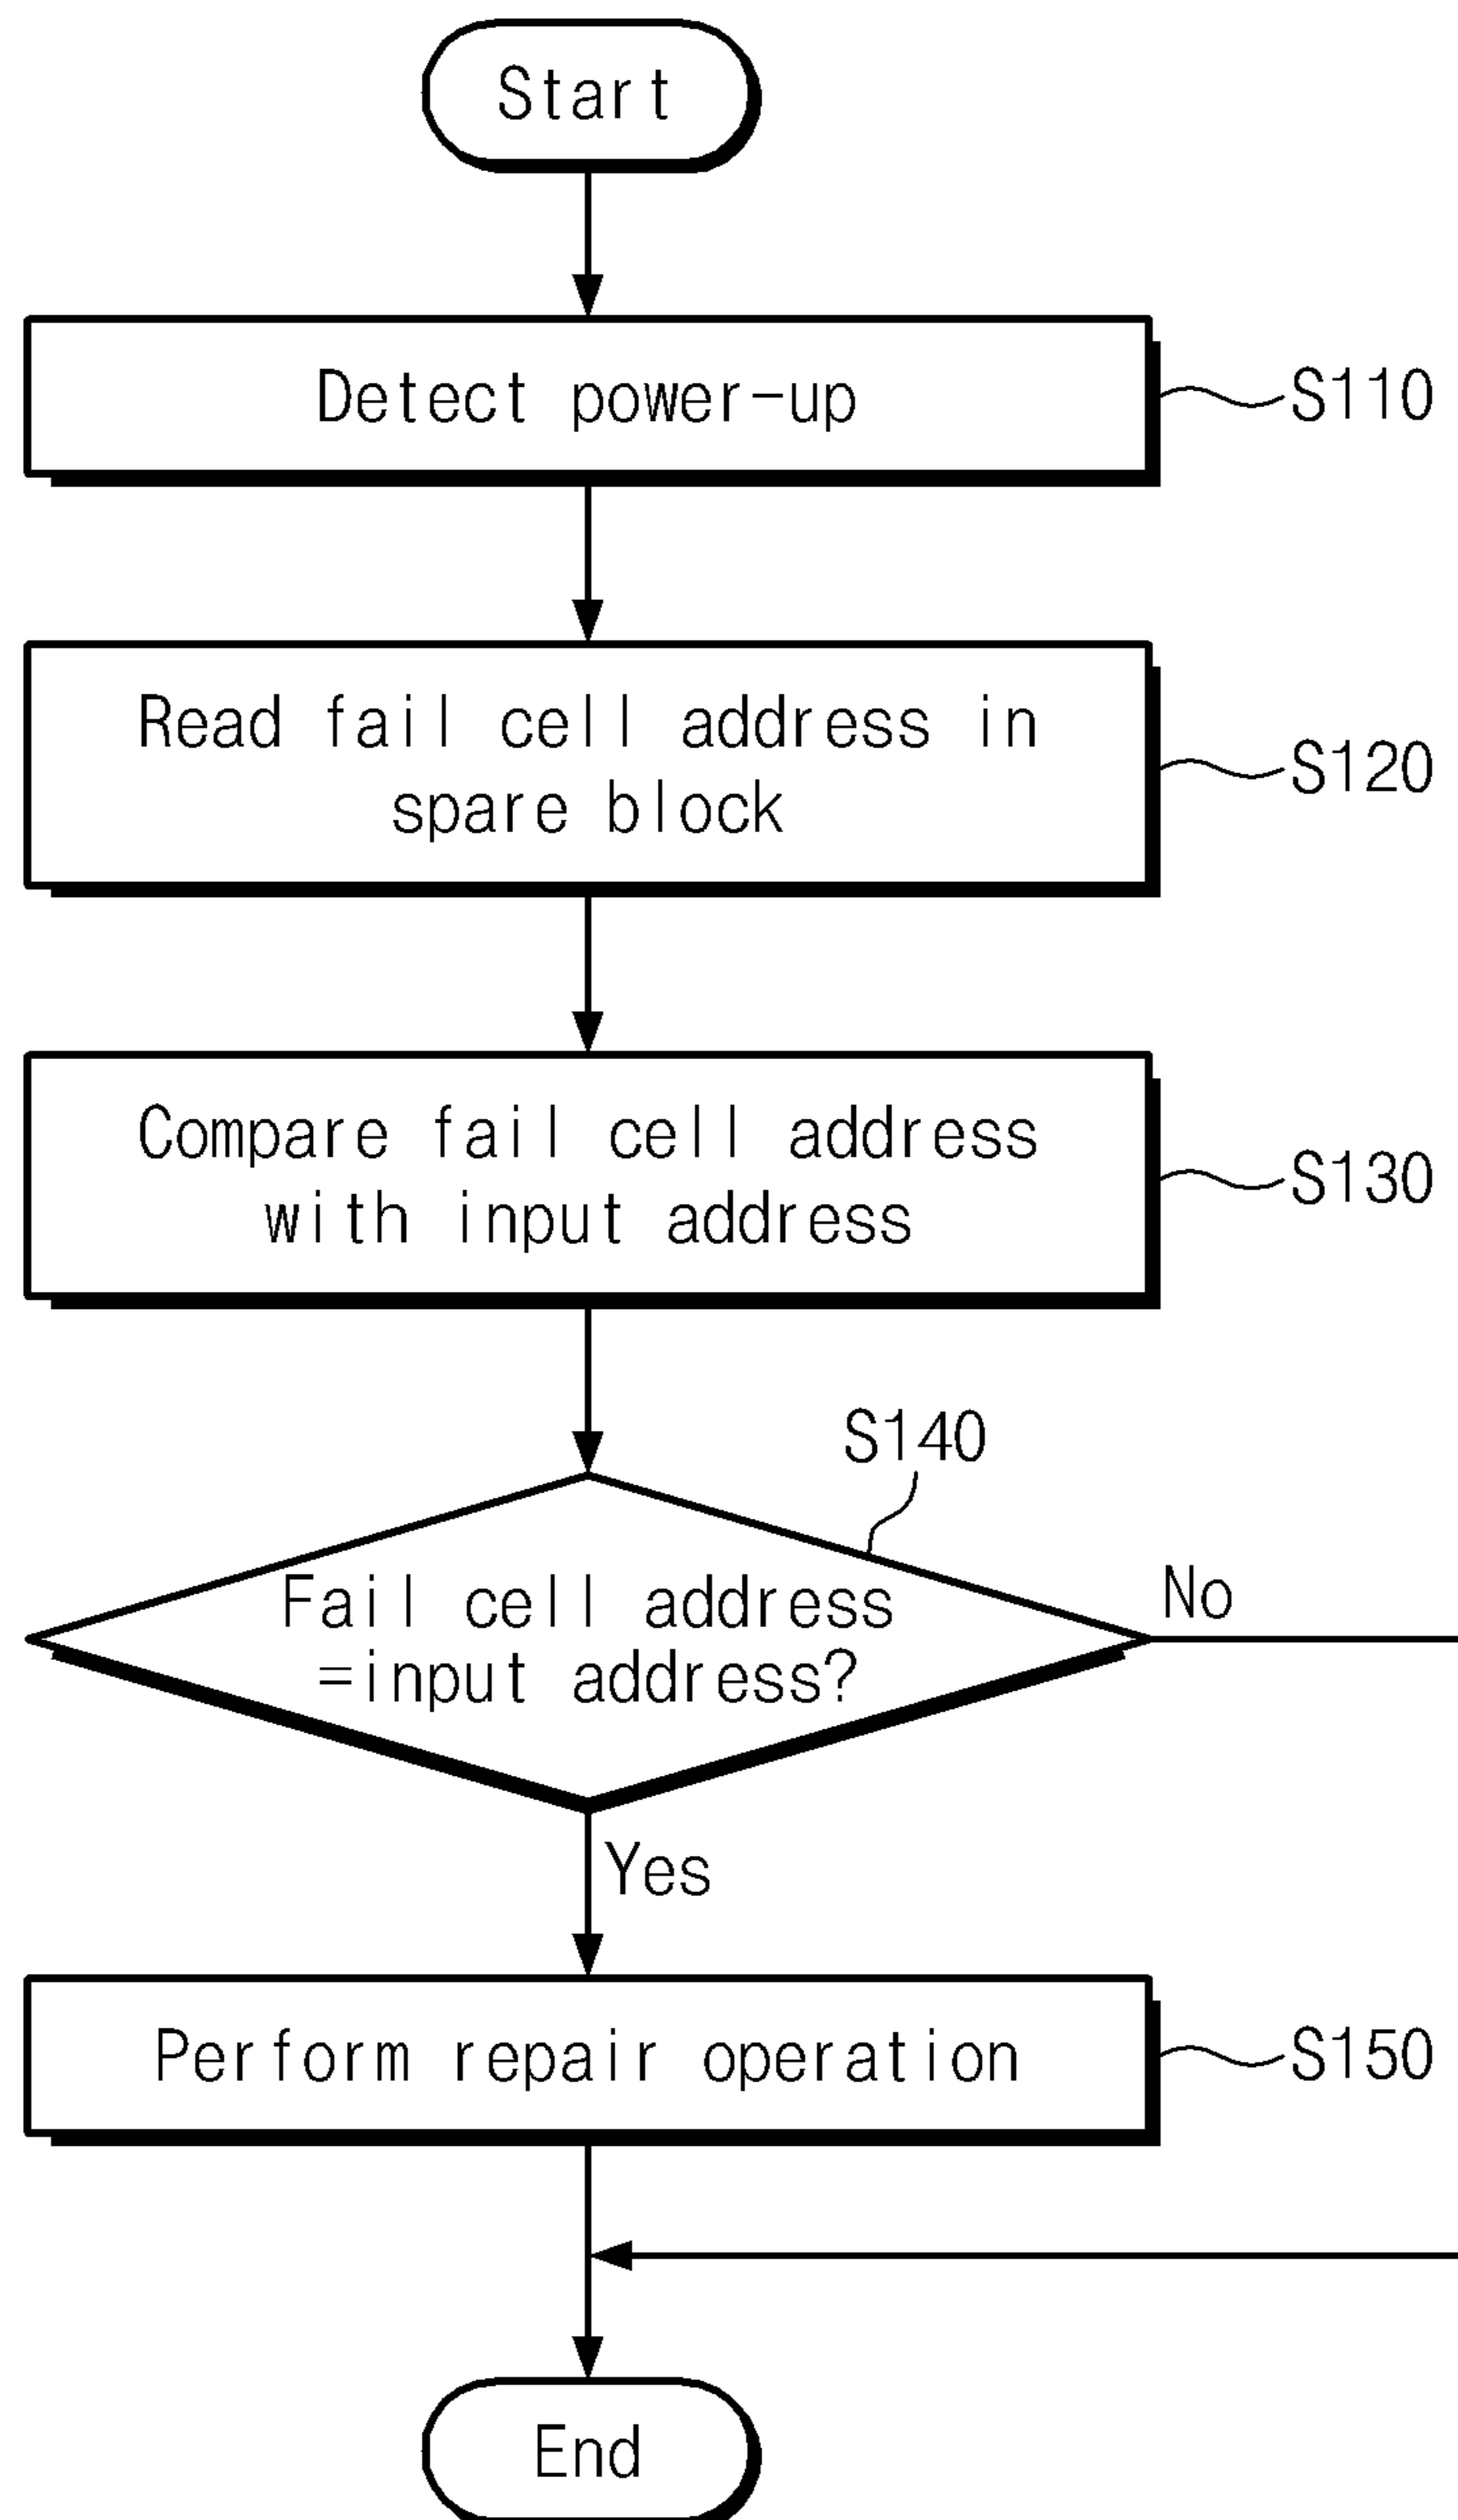 Start
Detect power-up
S110
Read fail cell address in
spare block
S120
Compare fail cell address
with input address
S130
S140
Fail cell address
=input address?
No
Yes
Perform repair operation
S150
End